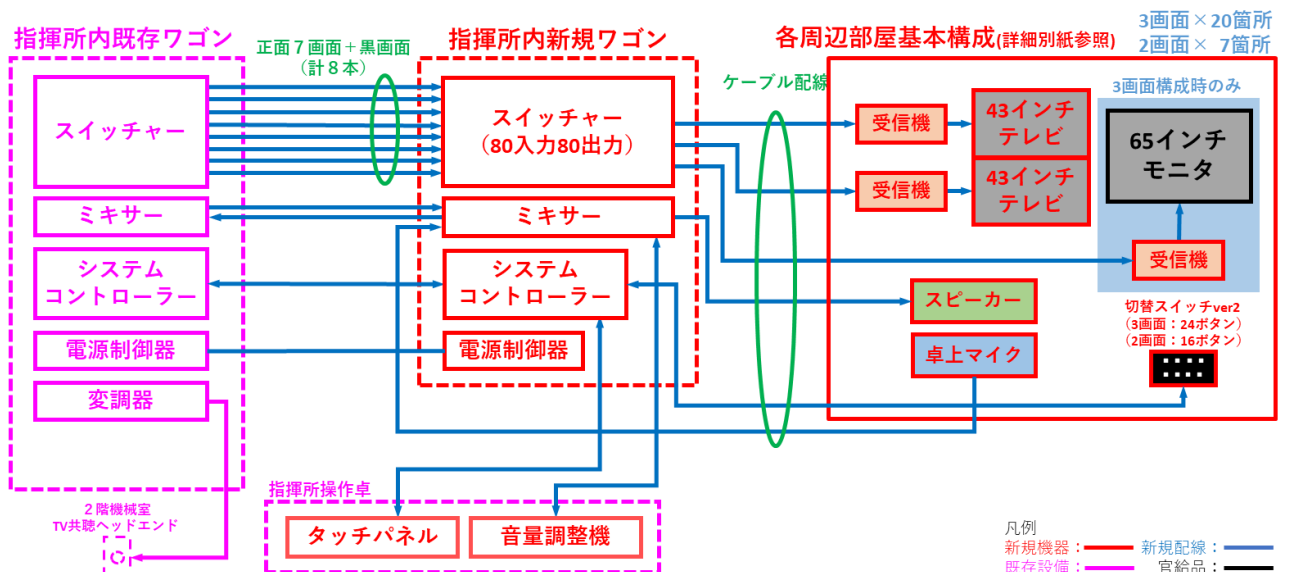 3画面×20箇所
2画面× 7箇所
指揮所内既存ワゴン
正面７画面＋黒画面
（計８本）
指揮所内新規ワゴン
各周辺部屋基本構成(詳細別紙参照)
スイッチャー
スイッチャー
（80入力80出力）
ケーブル配線
受信機
43インチ
テレビ
受信機
43インチ
テレビ
3画面構成時のみ
65インチ
モニタ
受信機
ミキサー
ミキサー
システム
コントローラー
システム
コントローラー
スピーカー
切替スイッチver2
（3画面：24ボタン）
（2画面：16ボタン）
電源制御器
電源制御器
卓上マイク
変調器
２階機械室
TV共聴ヘッドエンド
指揮所操作卓
タッチパネル
音量調整機
凡例
新規機器：
新規配線：
既存設備：
官給品：